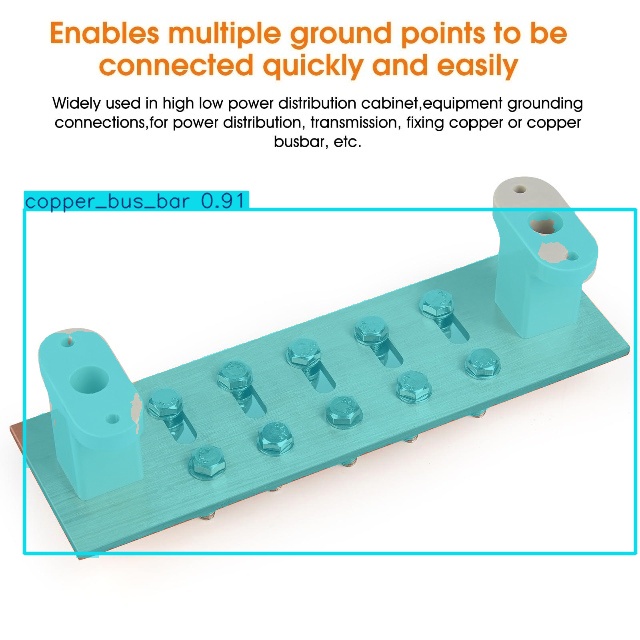 Enables multiple ground points to be
connected quickly and easily
Widely used in high low power distribution cabinet,equipment grounding
connections,for power distribution, transmission, fixing copper or copper
busbar, etc.
copper_bus_bar 0.91